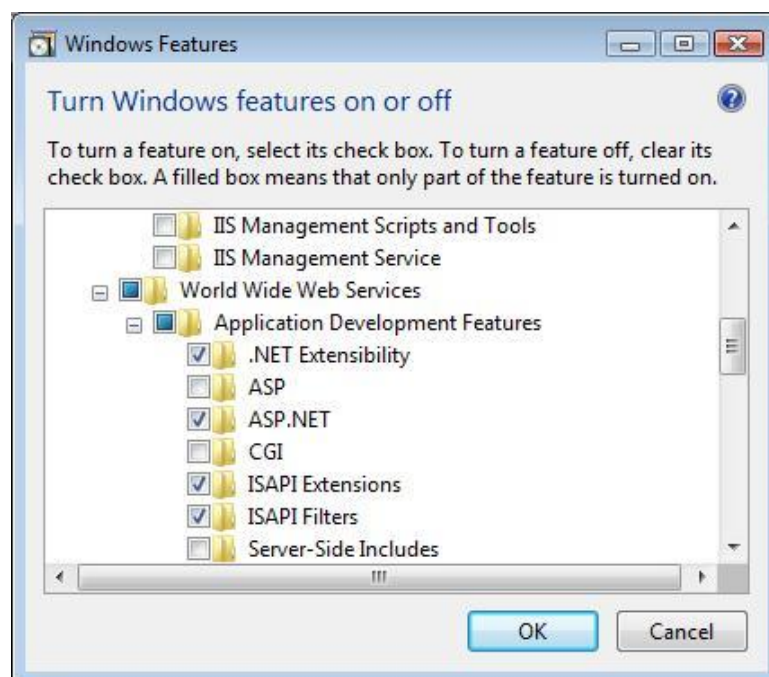 Windows Features
Turn Windows features on or off
To turn a feature on, select its check box. To turn a feature off, clear its
check box. A filled box means that only part of the feature is turned on.
IIS Management Scripts and Tools
IIS Management Service
World Wide Web Services
Application Development Features
.NET Extensibility
ASP
ASP.NET
CGI
ISAPI Extensions
ISAPI Filters
Server-Side Includes
OK Cancel